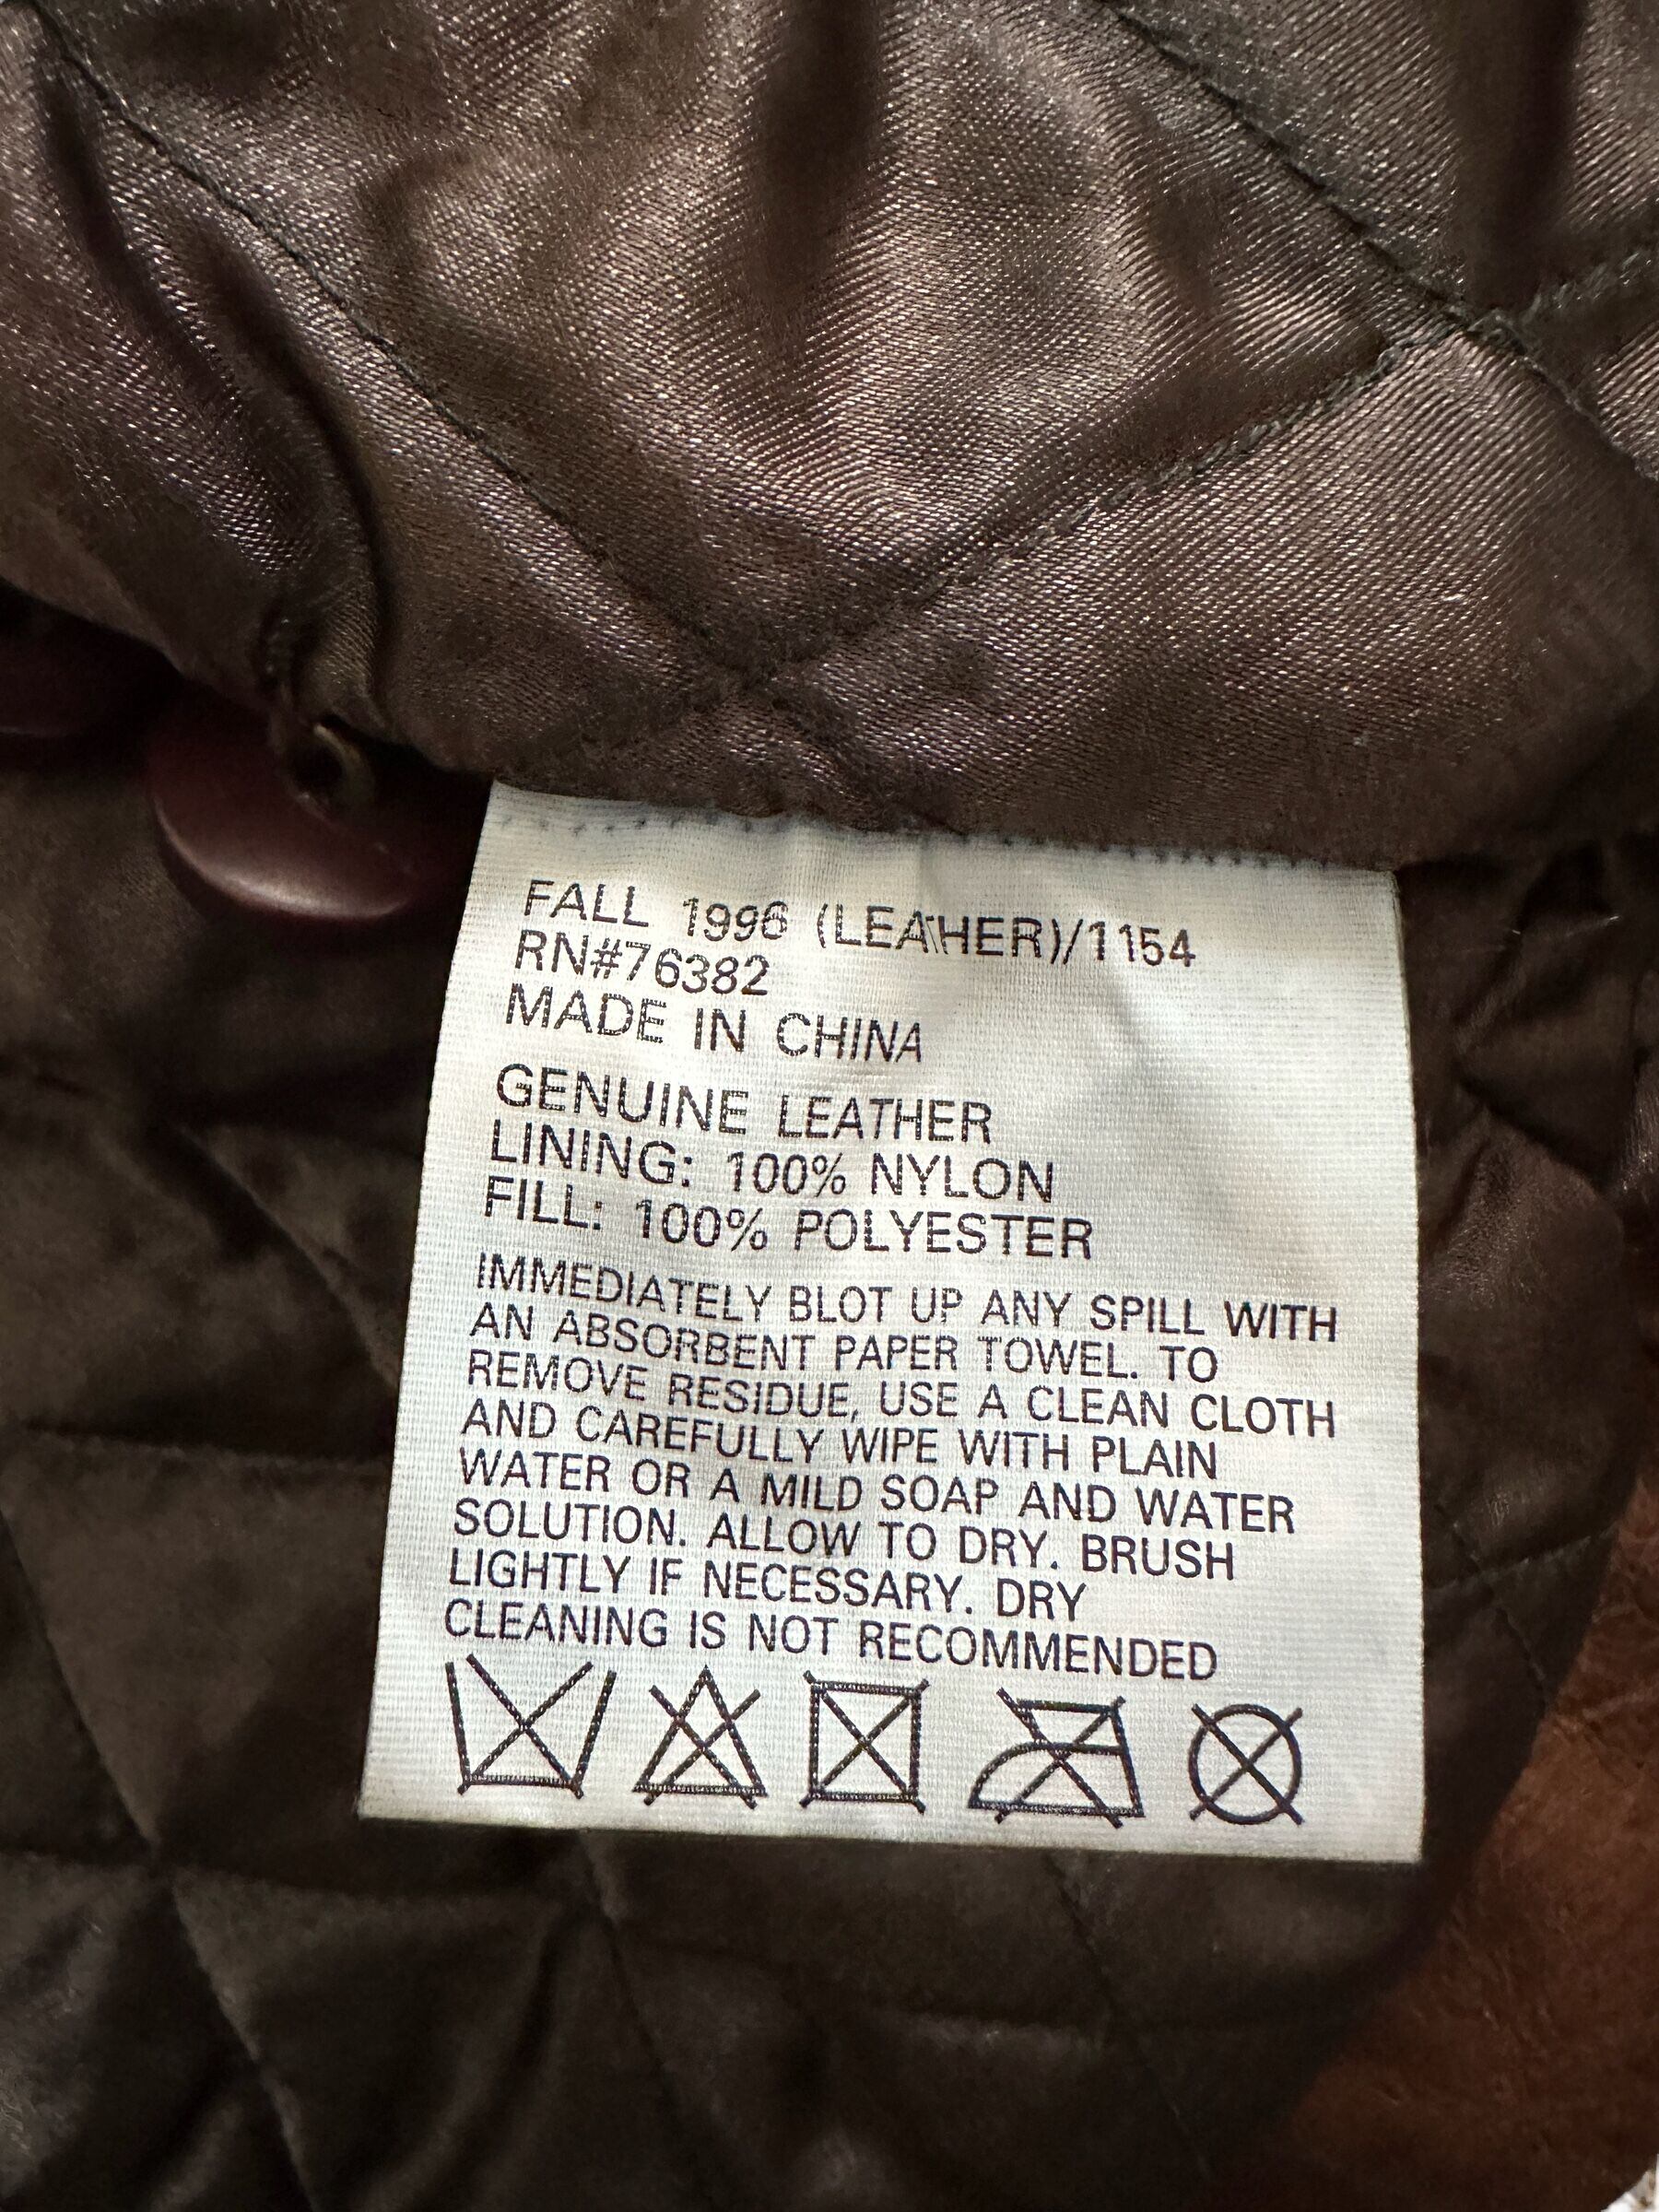 FALL 1996 (LEATHER)/1154
RN#76382
MADE IN CHINA
GENUINE LEATHER
LINING: 100% NYLON
FILL: 100% POLYESTER
IMMEDIATELY BLOT UP ANY SPILL WITH
AN ABSORBENT PAPER TOWEL. TO
REMOVE RESIDUE, USE A CLEAN CLOTH
AND CAREFULLY WIPE WITH PLAIN
WATER OR A MILD SOAP AND WATER
SOLUTION. ALLOW TO DRY. BRUSH
LIGHTLY IF NECESSARY. DRY
CLEANING IS NOT RECOMMENDED